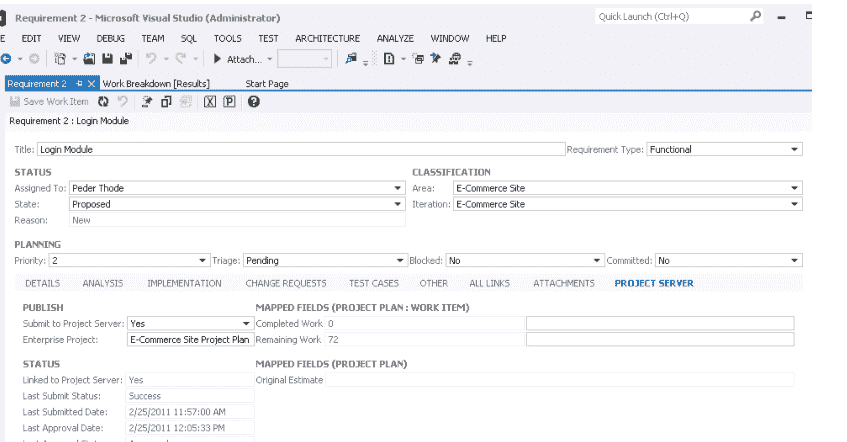 Requirement 2 - Microsoft Visual Studio (Administrator) Quick Launch (Ctrl+Q)
E EDIT VIEW DEBUG TEAM SQL TOOLS TEST ARCHITECTURE ANALYZE WINDOW HELP
Attach...
Requirement 2 Work Breakdown [Results] Start Page
Save Work Item
Requirement 2 : Login Module
Title: Login Module Requirement Type: Functional
STATUS CLASSIFICATION
Assigned To: Peder Thode Area: E-Commerce Site
State: Proposed Iteration: E-Commerce Site
Reason: New
PLANNING
Priority: 2 Triage: Pending Blocked: No Committed: No
DETAILS ANALYSIS IMPLEMENTATION CHANGE REQUESTS TEST CASES OTHER ALL LINKS ATTACHMENTS PROJECT SERVER
PUBLISH MAPPED FIELDS (PROJECT PLAN : WORK ITEM)
Submit to Project Server: Yes Completed Work 0
Enterprise Project: E-Commerce Site Project Plan Remaining Work 72
STATUS MAPPED FIELDS (PROJECT PLAN)
Linked to Project Server: Yes Original Estimate
Last Submit Status: Success
Last Submitted Date: 2/25/2011 11:57:00 AM
Last Approval Date: 2/25/2011 12:05:33 PM